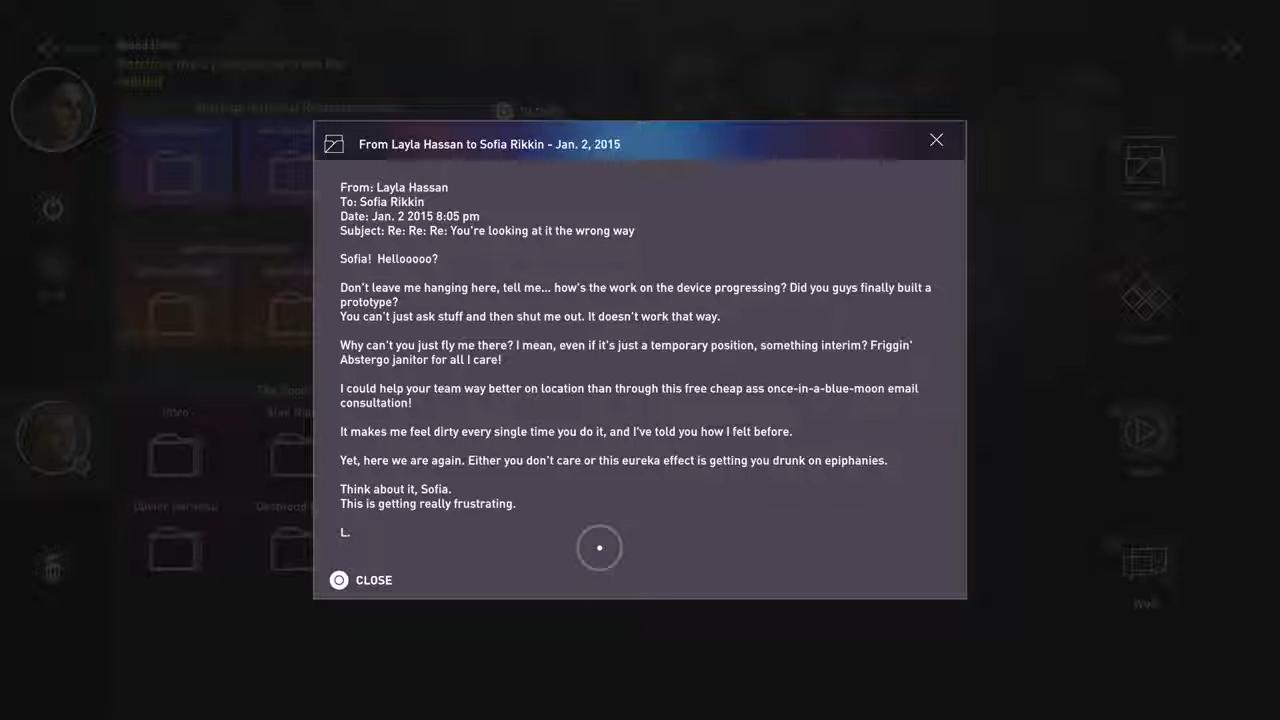 From Layla Hassan to Sofia Rikkin - Jan. 2, 2015
From: Layla Hassan
To: Sofia Rikkin
Date: Jan. 2 2015 8:05 pm
Subject: Re: Re: Re: You're looking at it the wrong way
Sofia! Hellooooo?
Don't leave me hanging here, tell me... how's the work on the device progressing? Did you guys finally built a
prototype?
You can't just ask stuff and then shut me out. It doesn't work that way.
Why can't you just fly me there? I mean, even if it's just a temporary position, something interim? Friggin'
Abstergo janitor for all I care!
I could help your team way better on location than through this free cheap ass once-in-a-blue-moon email
consultation!
It makes me feel dirty every single time you do it, and I've told you how I felt before.
Yet, here we are again. Either you don't care or this eureka effect is getting you drunk on epiphanies.
Think about it, Sofia.
This is getting really frustrating.
L.
CLOSE
Intro